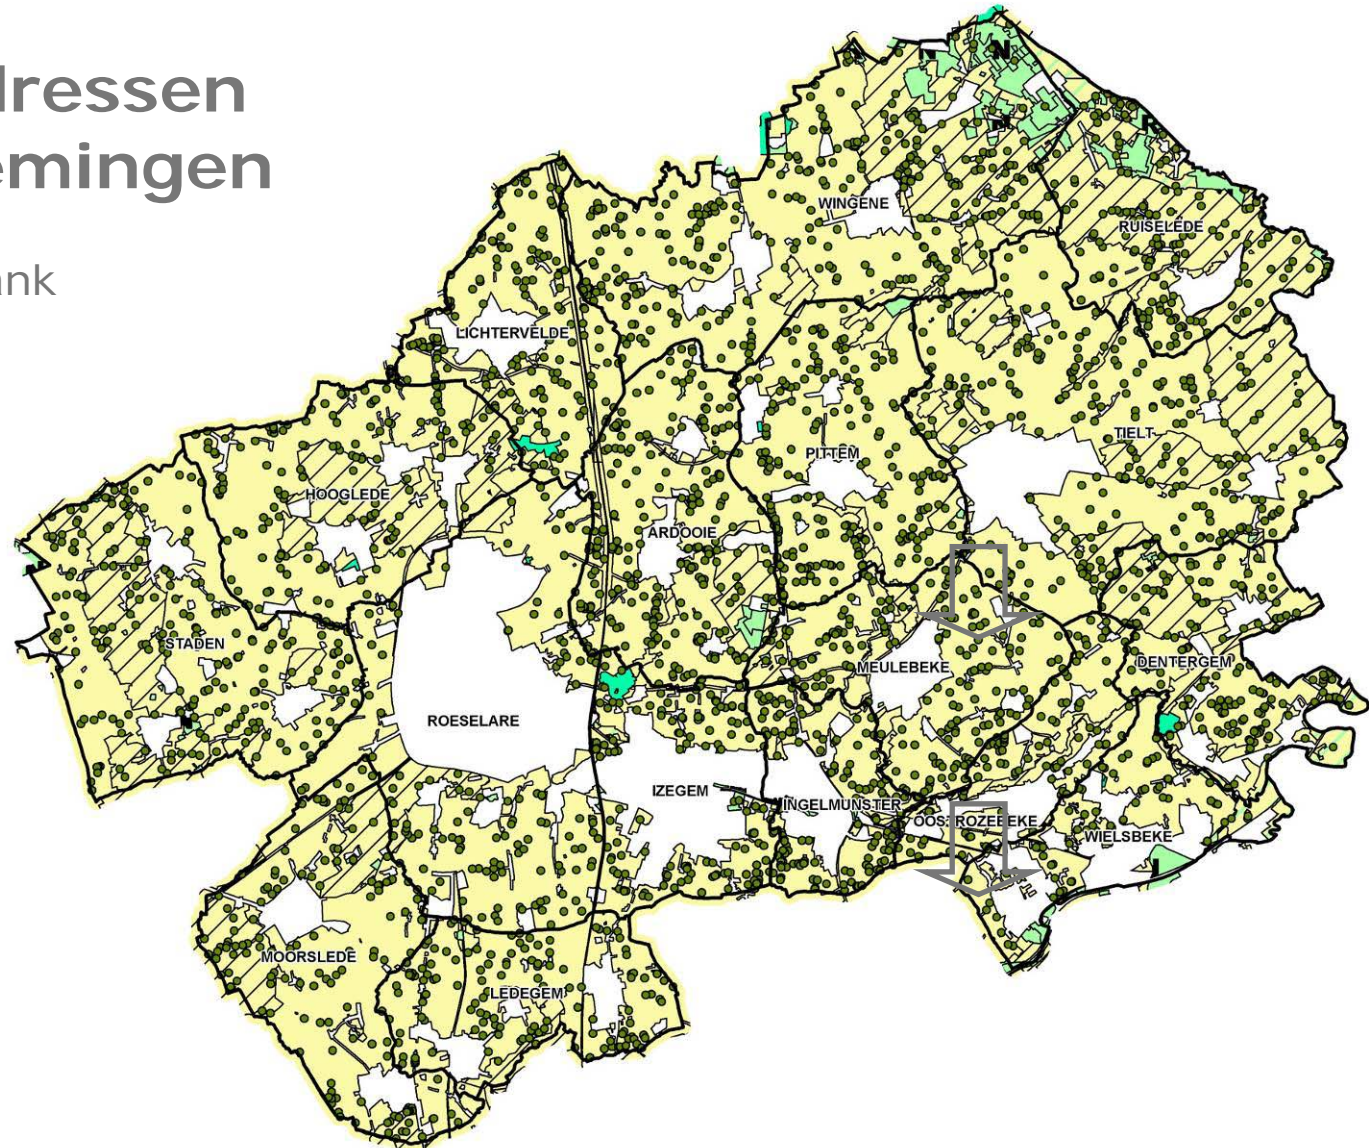 dressen
emingen
ank
N
N
N
N
WINGENE
RUISELEDE
LICHTERVELDE
TIELT
PITTEM
HOOGLEDE
ARDOOIE
STADEN
DENTERGEM
MEULEBEKE
N
ROESELARE
IZEGEM
INGELMUNSTER
OOSTROZEBEKE
WIELSBEKE
MOORSLEDE
LEDEGEM